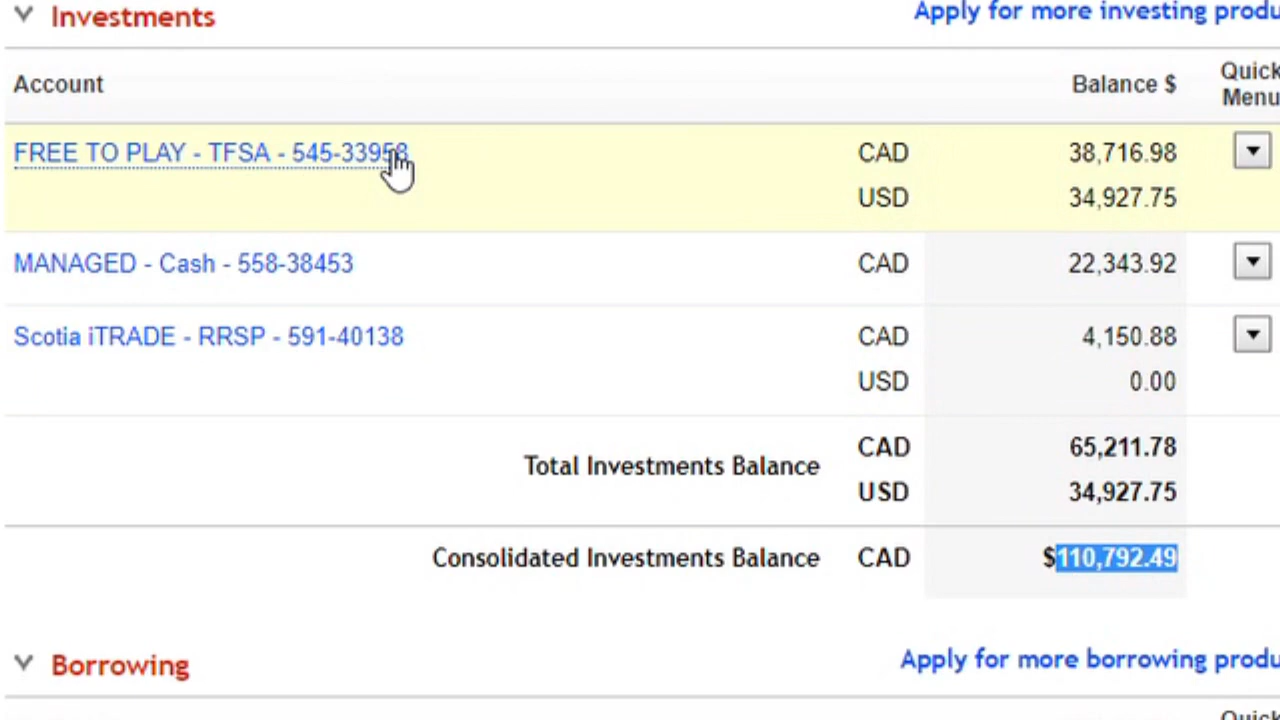 Investments
Apply for more investing produ
Account
Balance $
Quick
Menu
FREE TO PLAY - TFSA - 545-33958
CAD
38,716.98
USD
34,927.75
MANAGED - Cash - 558-38453
CAD
22,343.92
Scotia iTRADE - RRSP - 591-40138
CAD
4,150.88
USD
0.00
Total Investments Balance
CAD
65,211.78
USD
34,927.75
Consolidated Investments Balance
CAD
$110,792.49
Borrowing
Apply for more borrowing produ
Quick